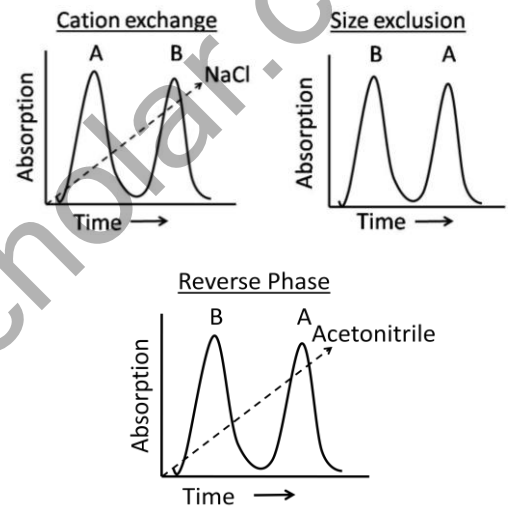 Cation exchange
A
B
NaCl
Absorption
Time
Size exclusion
B
A
Absorption
Time
Reverse Phase
B
A
Acetonitrile
Absorption
Time